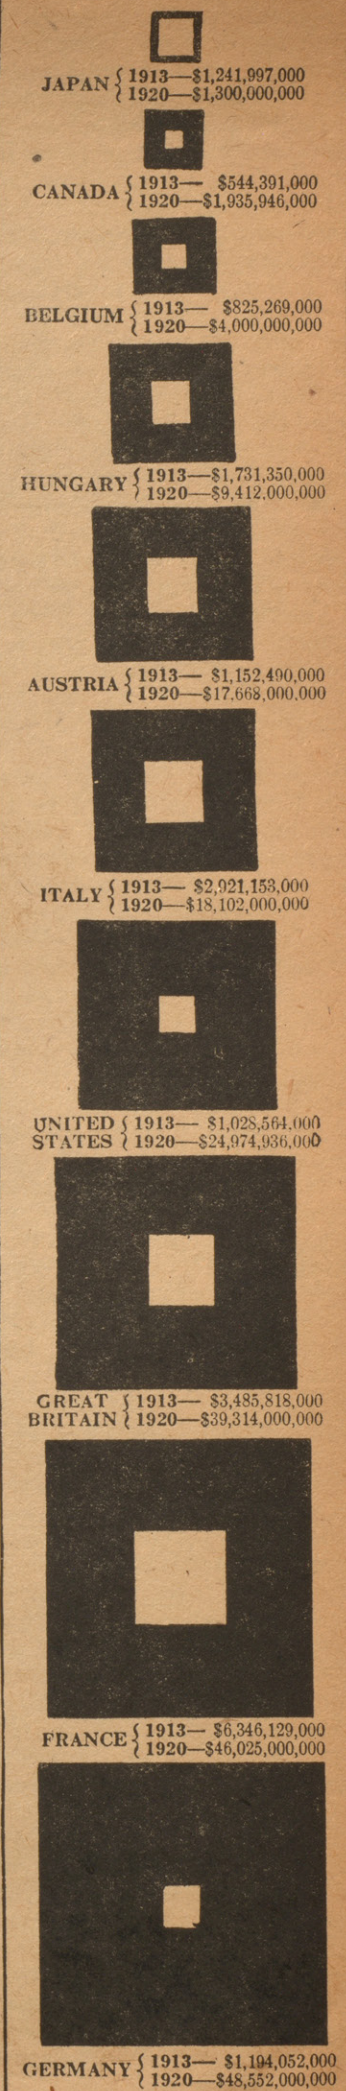 JAPAN { 1913—$1,241,997,000
1920—$1,300,000,000
CANADA { 1913— $544,391,000
1920—$1,935,946,000
BELGIUM { 1913— $825,269,000
1920—$4,000,000,000
HUNGARY { 1913—$1,731,350,000
1920—$9,412,000,000
AUSTRIA { 1913— $1,152,490,000
1920—$17,668,000,000
ITALY { 1913— $2,921,153,000
1920—$18,102,000,000
UNITED STATES { 1913— $1,028,564,000
1920—$24,974,936,000
GREAT BRITAIN { 1913— $3,485,818,000
1920—$39,314,000,000
FRANCE { 1913— $6,346,129,000
1920—$46,025,000,000
GERMANY { 1913— $1,194,052,000
1920—$48,552,000,000